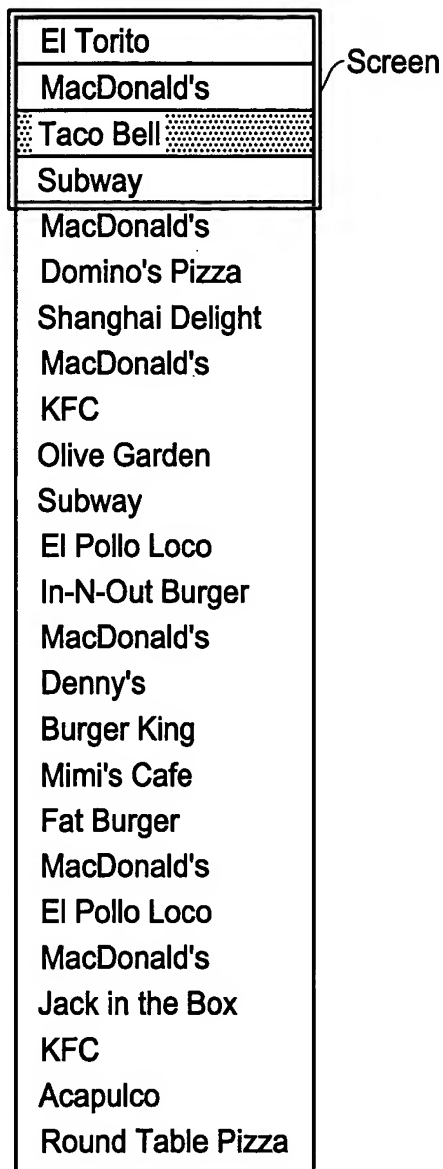 El Torito
Screen
MacDonald's
Taco Bell
Subway
MacDonald's
Domino's Pizza
Shanghai Delight
MacDonald's
KFC
Olive Garden
Subway
El Pollo Loco
In-N-Out Burger
MacDonald's
Denny's
Burger King
Mimi's Cafe
Fat Burger
MacDonald's
El Pollo Loco
MacDonald's
Jack in the Box
KFC
Acapulco
Round Table Pizza